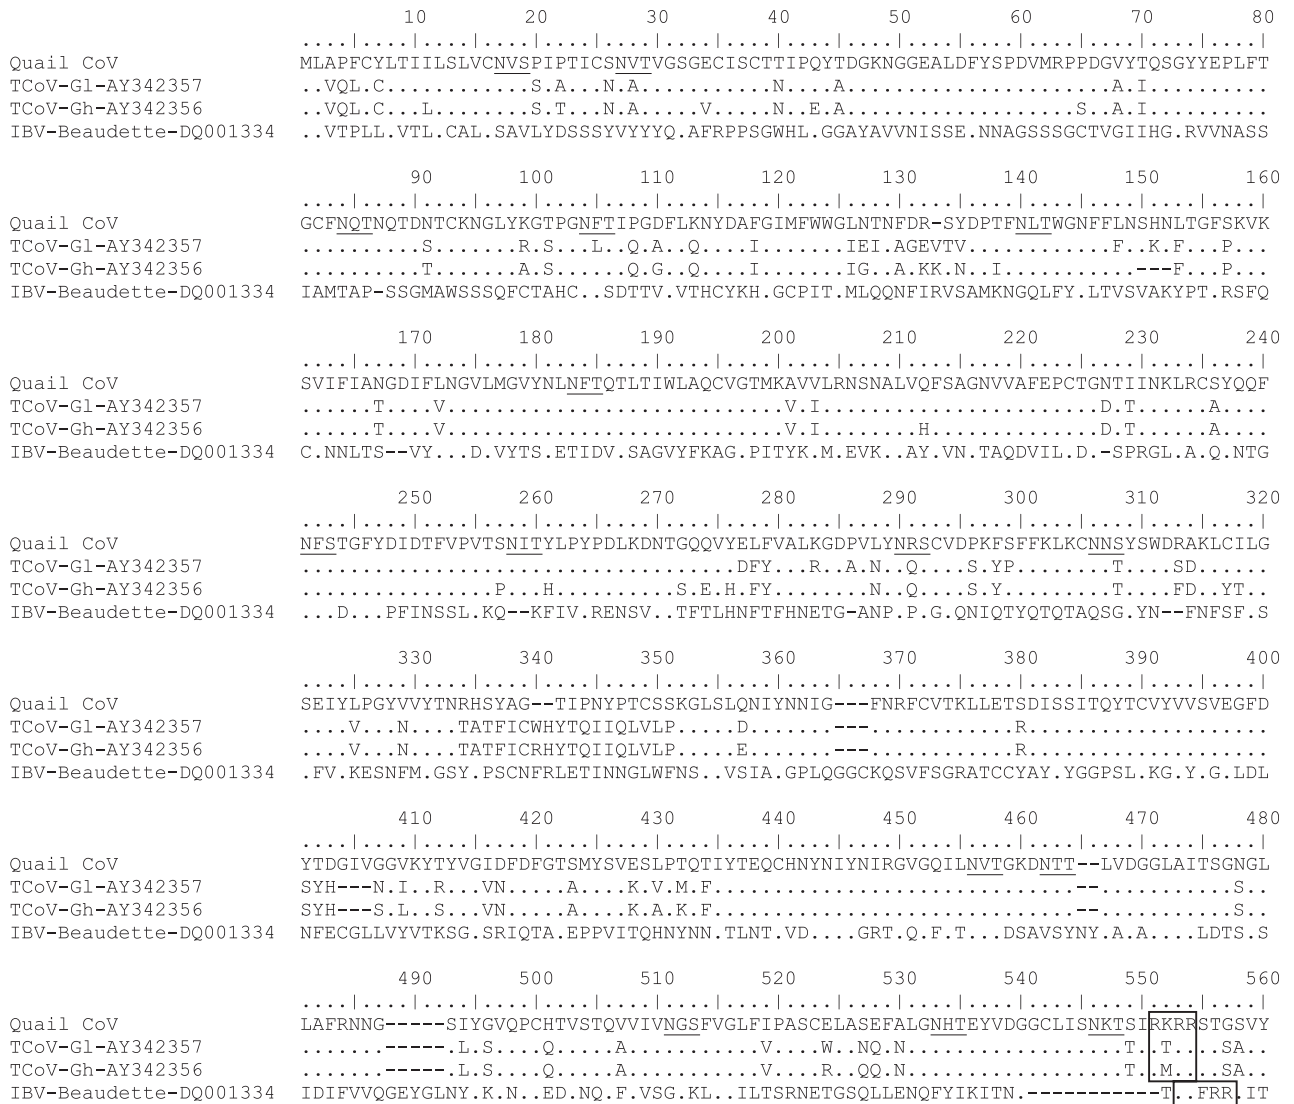 10 20 30 40 50 60 70 80
....|....|....|....|....|....|....|....|....|....|....|....|....|....|....|....|
Quail CoV MLAPFCYLTIILSLVCNVSPIPTICSNVTVGSGECISCTTIPQYTDGKNGGEALDFYSPDVMRPPDGVYTQSGYYEPLFT
TCoV-Gl-AY342357 ..VQL.C............S.A...N.A...........N....A......................A.I..........
TCoV-Gh-AY342356 ..VQL.C...L........S.T...N.A.....V.....N..E.A...................S..A.I..........
IBV-Beaudette-DQ001334 ..VTPLL.VTL.CAL.SAVLYDSSSYVYYYQ.AFRPPSGWHL.GGAYAVVNISSE.NNAGSSSGCTVGIIHG.RVVNASS
90 100 110 120 130 140 150 160
....|....|....|....|....|....|....|....|....|....|....|....|....|....|....|....|
Quail CoV GCFNQTNQTDNTCKNGLYKGTPGNFTIPGDFLKNYDAFGIMFWWGLNTNFDR-SYDPTFNLTWGNFFLNSHNLTGFSKVK
TCoV-Gl-AY342357 ..........S.......R.S...L..Q.A..Q....I.......IEI.AGEVTV............F..K.F...P...
TCoV-Gh-AY342356 ..........T.......A.S......Q.G..Q....I.......IG..A.KK.N..H...........---F...P...
IBV-Beaudette-DQ001334 IAMTAP-SSGMAWSSSQFCTAHC..SDTTV.VTHCYKH.GCPIT.MLQQNFIRVSAMKNGQLFY.LTVSVAKYPT.RSFQ
170 180 190 200 210 220 230 240
....|....|....|....|....|....|....|....|....|....|....|....|....|....|....|....|
Quail CoV SVIFIANGDIFLNGVLMGVYNLNFTQTLTIWLAQCVGTMKAVVLRNSNALVQFSAGNVVAFEPCTGNTIINKLRCSYQQF
TCoV-Gl-AY342357 ......T....V............................V.I.......................D.T......A....
TCoV-Gh-AY342356 ......T....V............................V.I........H..............D.T......A....
IBV-Beaudette-DQ001334 C.NNLTS--VY...D.VYTS.ETIDV.SAGVYFKAG.PITYK.M.EVK..AY.VN.TAQDVILD.-SPRGL.A.Q.NTG
250 260 270 280 290 300 310 320
....|....|....|....|....|....|....|....|....|....|....|....|....|....|....|....|
Quail CoV NFSTGFYDIDTFVPVTSNITYLPYPDLKDNTGQQVYELFVALKGDPVLYNRSCVDPKFSFFKLKCNNSYSWDRAKLCILG
TCoV-Gl-AY342357 ....................................DFY...R..A.N..Q....S.YP........T....SD......
TCoV-Gh-AY342356 ................P...H..........S.E.H.FY........N..Q....S..Y........T....FD..YT..
IBV-Beaudette-DQ001334 ...D...PFINSSL.KQ--KFIV.RENSV..TFTLHNFTFHNETG-ANP.P.G.QNIQTYQTQTAQSG.YN--FNFSF.S
330 340 350 360 370 380 390 400
....|....|....|....|....|....|....|....|....|....|....|....|....|....|....|....|
Quail CoV SEIYLPGYVVYTNRHSYAG--TIPNYPTCSSKGLSLQNIYNNIG---FNRFCVTKLLETSDISSITQYTCVYVVSVEGFD
TCoV-Gl-AY342357 ....V...N....TATFICWHYTQIIQLVLP.....D.......---............R....................
TCoV-Gh-AY342356 ....V...N....TATFICRHYTQIIQLVLP.....E.......---............R....................
IBV-Beaudette-DQ001334 .FV.KESNFM.GSY.PSCNFRLETINNGLWFNS..VSIA.GPLQGGCKQSVFSGRATCCYAY.YGGPSL.KG.Y.G.LDL
410 420 430 440 450 460 470 480
....|....|....|....|....|....|....|....|....|....|....|....|....|....|....|....|
Quail CoV YTDGIVGGVKYTYVGIDFDFGTSMYSVESLPTQTIYTEQCHNYNIYNIRGVGQILNVTGKDNTT--LVDGGLAITSGNGL
TCoV-Gl-AY342357 SYH---N.I..R...VN....A....K.V.M.F..............................--...........S..
TCoV-Gh-AY342356 SYH---S.L..S...VN....A....K.A.K.F..............................--...........S..
IBV-Beaudette-DQ001334 NFECGLLVYVTKSG.SRIQTA.EPPVITQHNYNN.TLNT.VD....GRT.Q.F.T...DSAVSYNY.A.A....LDTS.S
490 500 510 520 530 540 550 560
....|....|....|....|....|....|....|....|....|....|....|....|....|....|....|....|
Quail CoV LAFRNNG-----SIYGVQPCHTVSTQVVIVNGSFVGLFIPASCELASEFALGNHTEYVDGGCLISNKTSIRKRRSTGSVY
TCoV-Gl-AY342357 .......-----.L.S....Q.....A...........V....W..NQ.N..................T..T....SA..
TCoV-Gh-AY342356 .......-----.L.S....Q.....A...........V....R..QQ.N..................T..M....SA..
IBV-Beaudette-DQ001334 IDIFVVQGEYGLNY.K.N..ED.NQ.F.VSG.KL..ILTSRNETGSQLLENQFYIKITN.-----------T..FRR.IT